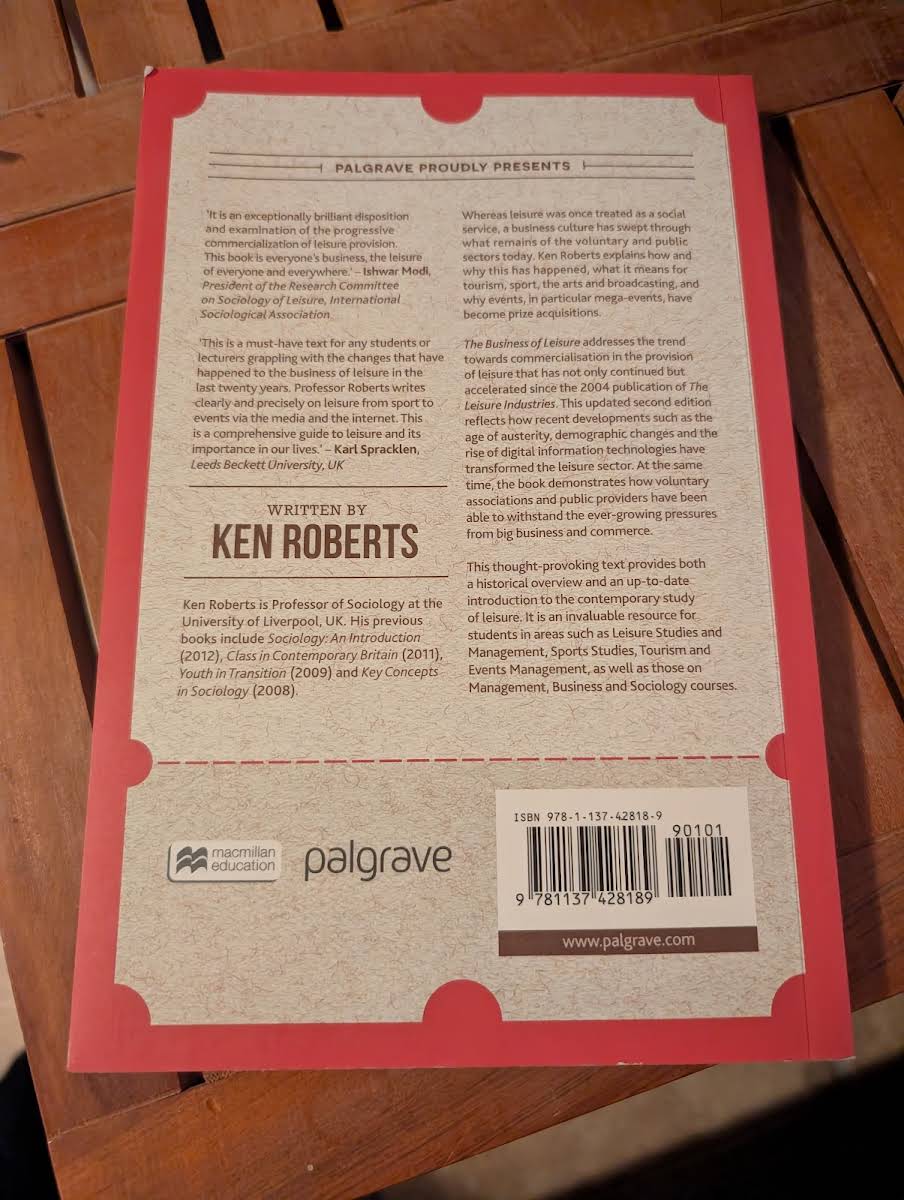 PALGRAVE PROUDLY PRESENTS
'It is an exceptionally brilliant disposition
and examination of the progressive
commercialization of leisure provision.
This book is everyone's business, the leisure
of everyone and everywhere.' – Ishwar Modi,
President of the Research Committee
on Sociology of Leisure, International
Sociological Association
'This is a must-have text for any students or
lecturers grappling with the changes that have
happened to the business of leisure in the
last twenty years. Professor Roberts writes
clearly and precisely on leisure from sport to
events via the media and the internet. This
is a comprehensive guide to leisure and its
importance in our lives.' – Karl Spracklen,
Leeds Beckett University, UK
WRITTEN BY
KEN ROBERTS
Ken Roberts is Professor of Sociology at the
University of Liverpool, UK. His previous
books include Sociology: An Introduction
(2012), Class in Contemporary Britain (2011),
Youth in Transition (2009) and Key Concepts
in Sociology (2008).
Whereas leisure was once treated as a social
service, a business culture has swept through
what remains of the voluntary and public
sectors today. Ken Roberts explains how and
why this has happened, what it means for
tourism, sport, the arts and broadcasting, and
why events, in particular mega-events, have
become prize acquisitions.
The Business of Leisure addresses the trend
towards commercialisation in the provision
of leisure that has not only continued but
accelerated since the 2004 publication of The
Leisure Industries. This updated second edition
reflects how recent developments such as the
age of austerity, demographic changes and the
rise of digital information technologies have
transformed the leisure sector. At the same
time, the book demonstrates how voluntary
associations and public providers have been
able to withstand the ever-growing pressures
from big business and commerce.
This thought-provoking text provides both
a historical overview and an up-to-date
introduction to the contemporary study
of leisure. It is an invaluable resource for
students in areas such as Leisure Studies and
Management, Sports Studies, Tourism and
Events Management, as well as those on
Management, Business and Sociology courses.
macmillan
education
palgrave
ISBN 978-1-137-42818-9
90101
9 781137 428189
www.palgrave.com